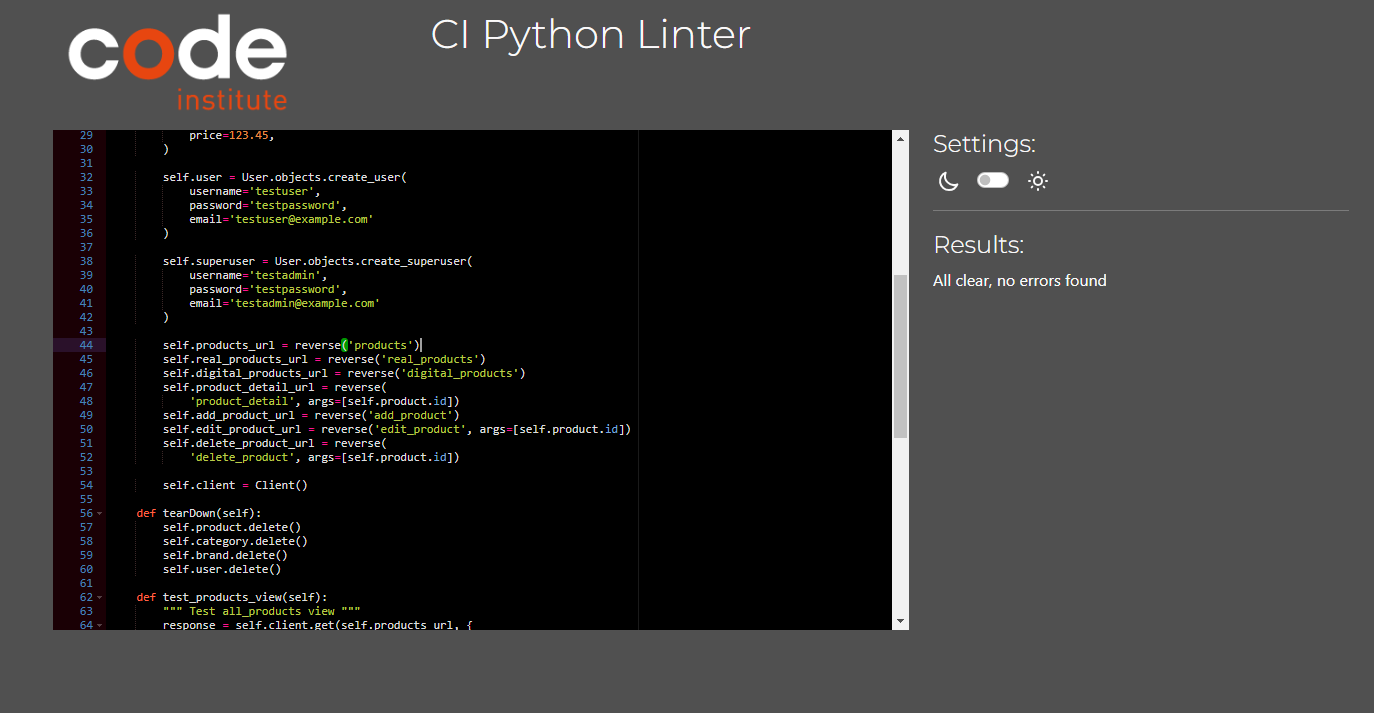 code
institute
CI Python Linter
29 price=123.45,
30 )
31
32 self.user = User.objects.create_user(
33 username='testuser',
34 password='testpassword',
35 email='testuser@example.com'
36 )
37
38 self.superuser = User.objects.create_superuser(
39 username='testadmin',
40 password='testpassword',
41 email='testadmin@example.com'
42 )
43
44 self.products_url = reverse('products')
45 self.real_products_url = reverse('real_products')
46 self.digital_products_url = reverse('digital_products')
47 self.product_detail_url = reverse(
48 'product_detail', args=[self.product.id])
49 self.add_product_url = reverse('add_product')
50 self.edit_product_url = reverse('edit_product', args=[self.product.id])
51 self.delete_product_url = reverse(
52 'delete_product', args=[self.product.id])
53
54 self.client = Client()
55
56 def tearDown(self):
57 self.product.delete()
58 self.category.delete()
59 self.brand.delete()
60 self.user.delete()
61
62 def test_products_view(self):
63 """ Test all_products view """
64 response = self.client.get(self.products_url, {
Settings:
Results:
All clear, no errors found